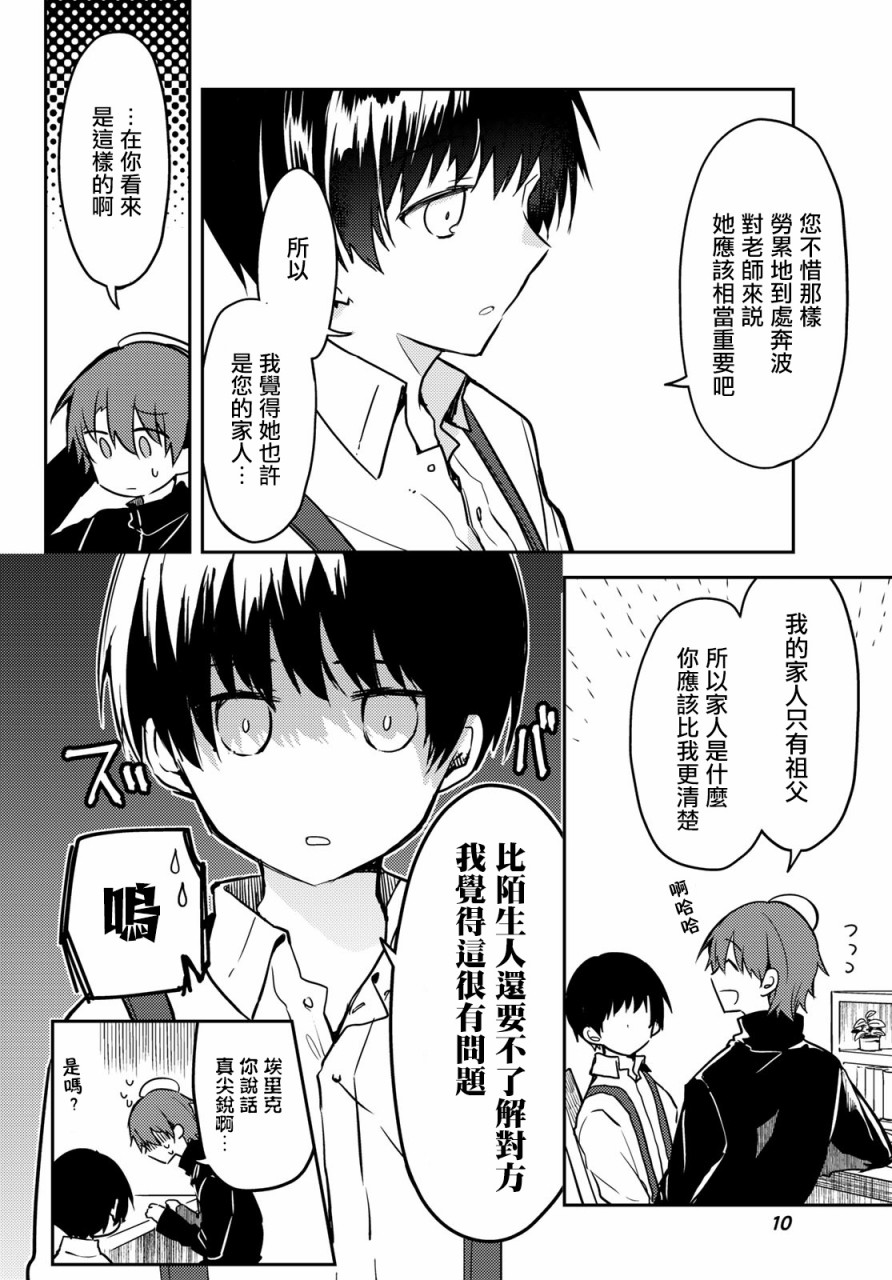 您不惜那樣
勞累地到處奔波
對老師來說
她應該相當重要吧
所以
我覺得她也許
是您的家人…
…在你看來
是這樣的啊
我的家人只有祖父
所以家人是什麼
你應該比我更清楚
啊哈哈
比陌生人還要不了解對方
我覺得這很有問題
ズバ
ズバ
嗚
埃里克
你說話
真尖銳啊…
是嗎？
10